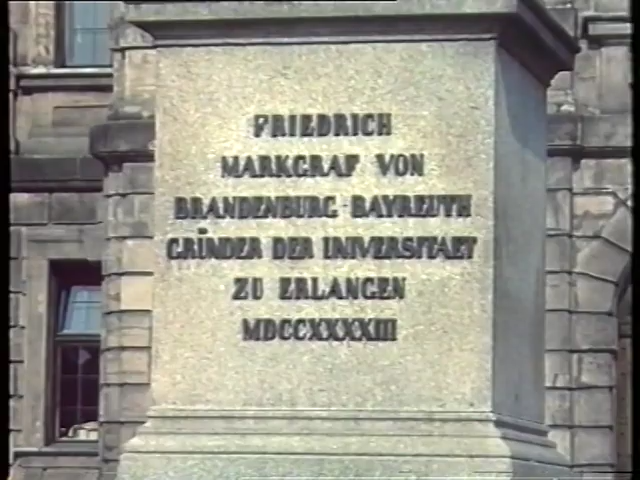 FRIEDRICH
MARKGRAF VON
BRANDENBURG-BAYREUTH
GRÜNDER DER UNIVERSITAET
ZU ERLANGEN
MDCCXXXXIII